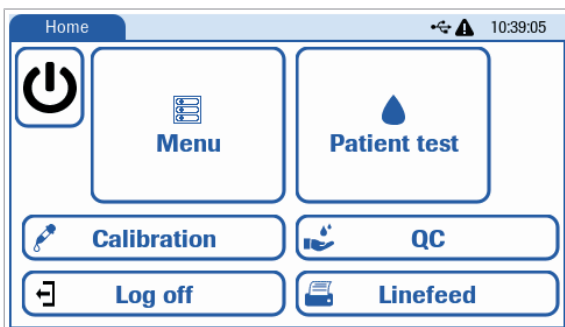 Home 10:39:05
Menu Patient test
Calibration QC
Log off Linefeed